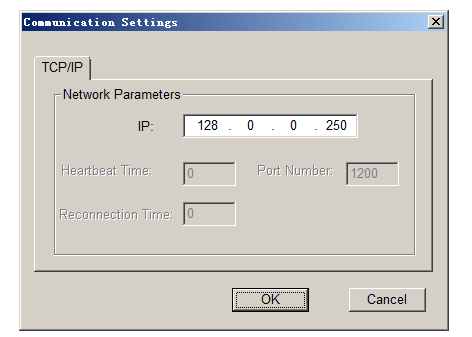 Communication Settings
TCP/IP
Network Parameters
IP: 128 . 0 . 0 . 250
Heartbeat Time: 0 Port Number: 1200
Reconnection Time: 0
OK Cancel